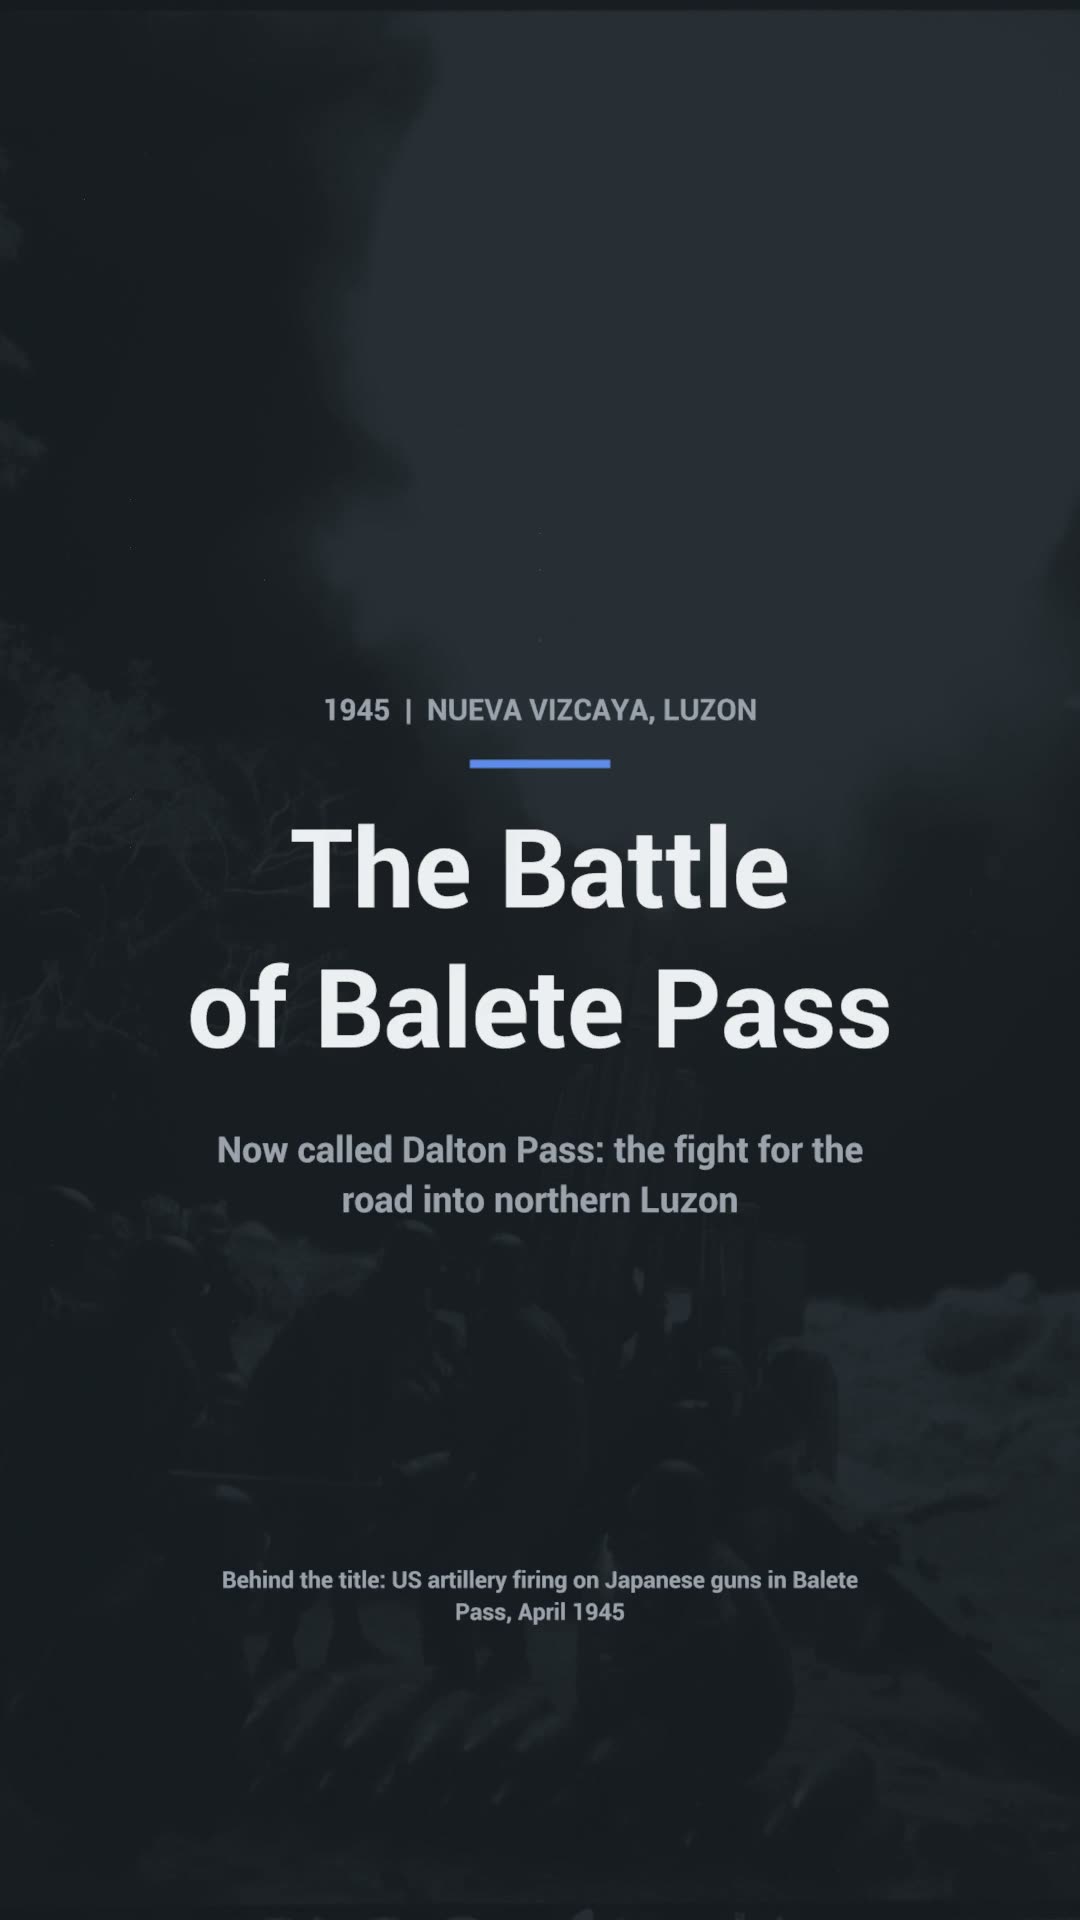 1945 | NUEVA VIZCAYA, LUZON
The Battle
of Balete Pass
Now called Dalton Pass: the fight for the
road into northern Luzon
Behind the title: US artillery firing on Japanese guns in Balete
Pass, April 1945